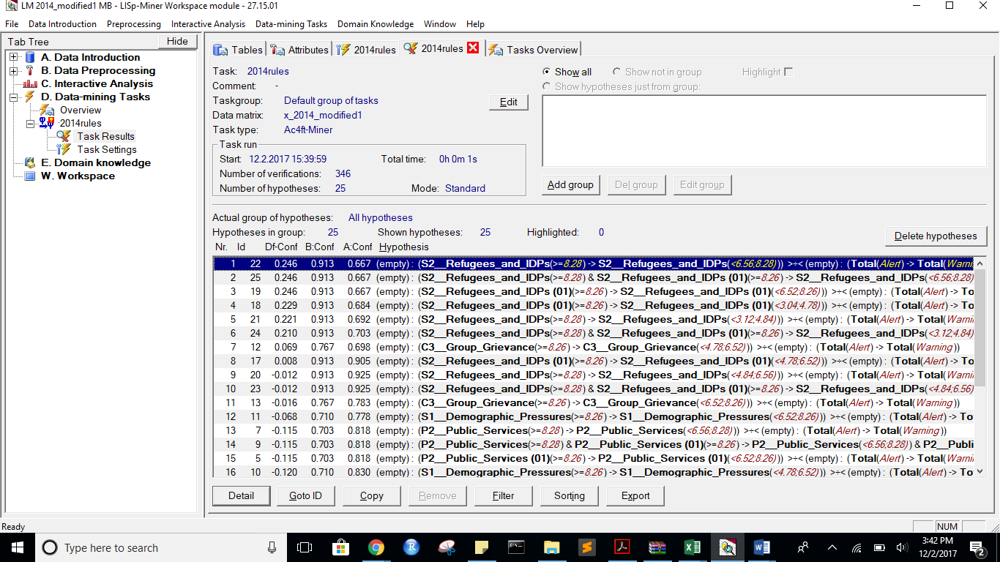 LM 2014_modified1 MB - LISp-Miner Workspace module - 27.15.01
File Data Introduction Preprocessing Interactive Analysis Data-mining Tasks Domain Knowledge Window Help
Tab Tree Hide
A. Data Introduction
B. Data Preprocessing
C. Interactive Analysis
D. Data-mining Tasks
Overview
2014rules
Task Results
Task Settings
E. Domain knowledge
W. Workspace
Tables Attributes 2014rules 2014rules Tasks Overview
Task: 2014rules
Comment: -
Taskgroup: Default group of tasks
Data matrix: x_2014_modified1
Task type: Ac4ft-Miner
Edit
Task run
Start: 12.2.2017 15:39:59 Total time: 0h 0m 1s
Number of verifications: 346
Number of hypotheses: 25 Mode: Standard
Show all Show not in group Highlight
Show hypotheses just from group:
Add group Del group Edit group
Actual group of hypotheses: All hypotheses
Hypotheses in group: 25 Shown hypotheses: 25 Highlighted: 0
Delete hypotheses
Nr. Id Df-Conf B:Conf A:Conf Hypothesis
1 22 0.246 0.913 0.667 (empty) : (S2__Refugees_and_IDPs(>=8.28) -> S2__Refugees_and_IDPs(<6.56;8.28))) >÷< (empty) : (Total(Alert) -> Total(Warni
2 25 0.246 0.913 0.667 (empty) : (S2__Refugees_and_IDPs(>=8.28) & S2__Refugees_and_IDPs (01)(>=8.26) -> S2__Refugees_and_IDPs(<6.56;8.28)
3 19 0.246 0.913 0.667 (empty) : (S2__Refugees_and_IDPs (01)(>=8.26) -> S2__Refugees_and_IDPs (01)(<6.52;8.26))) >÷< (empty) : (Total(Alert) -> To
4 18 0.229 0.913 0.684 (empty) : (S2__Refugees_and_IDPs (01)(>=8.26) -> S2__Refugees_and_IDPs (01)(<3.04;4.78))) >÷< (empty) : (Total(Alert) -> To
5 21 0.221 0.913 0.692 (empty) : (S2__Refugees_and_IDPs(>=8.28) -> S2__Refugees_and_IDPs(<3.12;4.84))) >÷< (empty) : (Total(Alert) -> Total(Warni
6 24 0.210 0.913 0.703 (empty) : (S2__Refugees_and_IDPs(>=8.28) & S2__Refugees_and_IDPs (01)(>=8.26) -> S2__Refugees_and_IDPs(<3.12;4.84)
7 12 0.069 0.767 0.698 (empty) : (C3__Group_Grievance(>=8.26) -> C3__Group_Grievance(<4.78;6.52))) >÷< (empty) : (Total(Alert) -> Total(Warning))
8 17 0.008 0.913 0.905 (empty) : (S2__Refugees_and_IDPs (01)(>=8.26) -> S2__Refugees_and_IDPs (01)(<4.78;6.52))) >÷< (empty) : (Total(Alert) -> To
9 20 -0.012 0.913 0.925 (empty) : (S2__Refugees_and_IDPs(>=8.28) -> S2__Refugees_and_IDPs(<4.84;6.56))) >÷< (empty) : (Total(Alert) -> Total(Warni
10 23 -0.012 0.913 0.925 (empty) : (S2__Refugees_and_IDPs(>=8.28) & S2__Refugees_and_IDPs (01)(>=8.26) -> S2__Refugees_and_IDPs(<4.84;6.56)
11 13 -0.016 0.767 0.783 (empty) : (C3__Group_Grievance(>=8.26) -> C3__Group_Grievance(<6.52;8.26))) >÷< (empty) : (Total(Alert) -> Total(Warning))
12 11 -0.068 0.710 0.778 (empty) : (S1__Demographic_Pressures(>=8.26) -> S1__Demographic_Pressures(<6.52;8.26))) >÷< (empty) : (Total(Alert) -> To
13 7 -0.115 0.703 0.818 (empty) : (P2__Public_Services(>=8.28) -> P2__Public_Services(<6.56;8.28))) >÷< (empty) : (Total(Alert) -> Total(Warning))
14 9 -0.115 0.703 0.818 (empty) : (P2__Public_Services(>=8.28) & P2__Public_Services (01)(>=8.26) -> P2__Public_Services(<6.56;8.28) & P2__Publi
15 5 -0.115 0.703 0.818 (empty) : (P2__Public_Services (01)(>=8.26) -> P2__Public_Services (01)(<6.52;8.26))) >÷< (empty) : (Total(Alert) -> Total(Warni
16 10 -0.120 0.710 0.830 (empty) : (S1__Demographic_Pressures(>=8.26) -> S1__Demographic_Pressures(<4.78;6.52))) >÷< (empty) : (Total(Alert) -> To
Detail Goto ID Copy Remove Filter Sorting Export
Ready NUM
Type here to search
3:42 PM
12/2/2017
2